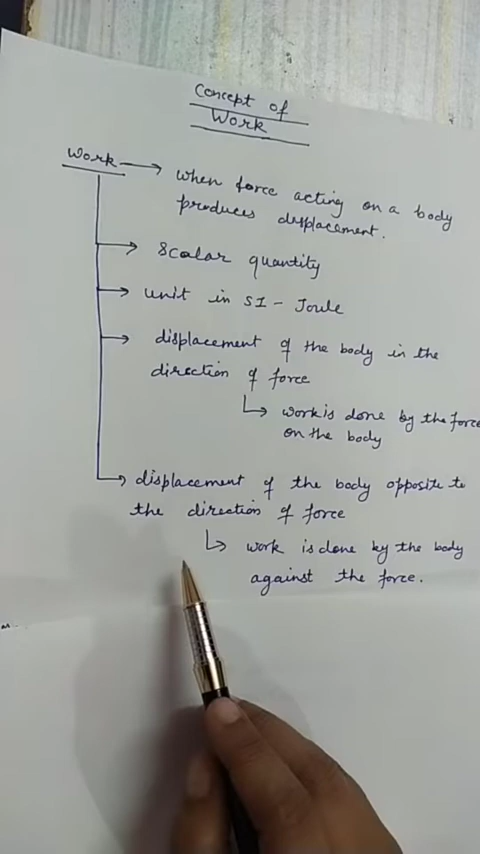 Concept of
Work
Work → when force acting on a body
produces displacement.
→ Scalar quantity
→ unit in SI - Joule
→ displacement of the body in the
direction of force
↳ work is done by the force
on the body
→ displacement of the body opposite to
the direction of force
↳ work is done by the body
against the force.